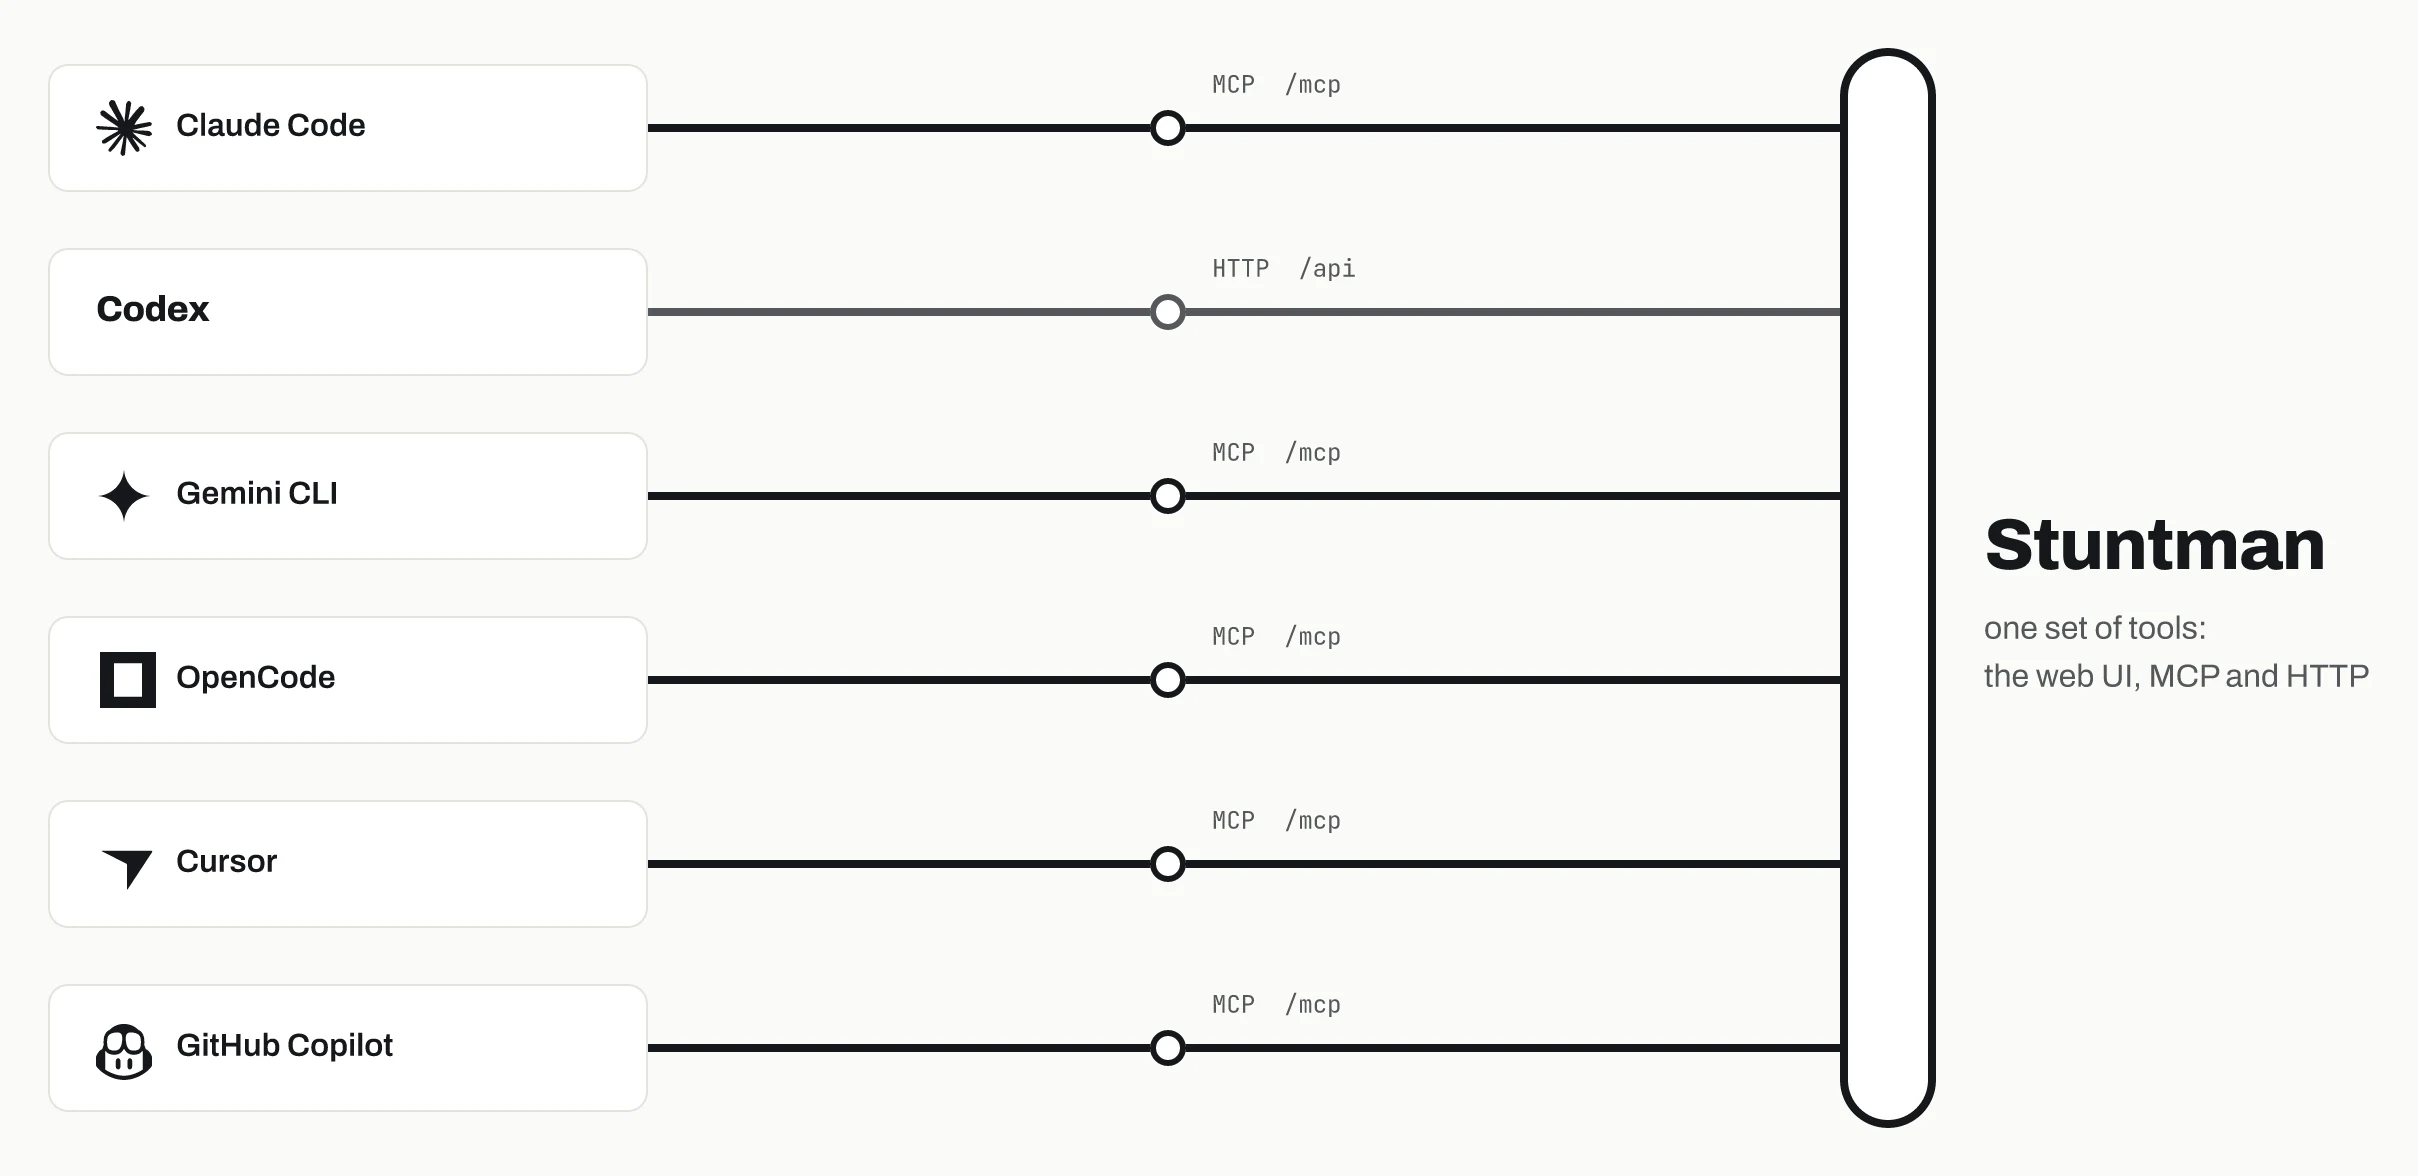 Claude Code
MCP /mcp
Codex
HTTP /api
Gemini CLI
MCP /mcp
OpenCode
MCP /mcp
Cursor
MCP /mcp
GitHub Copilot
MCP /mcp
Stuntman
one set of tools:
the web UI, MCP and HTTP